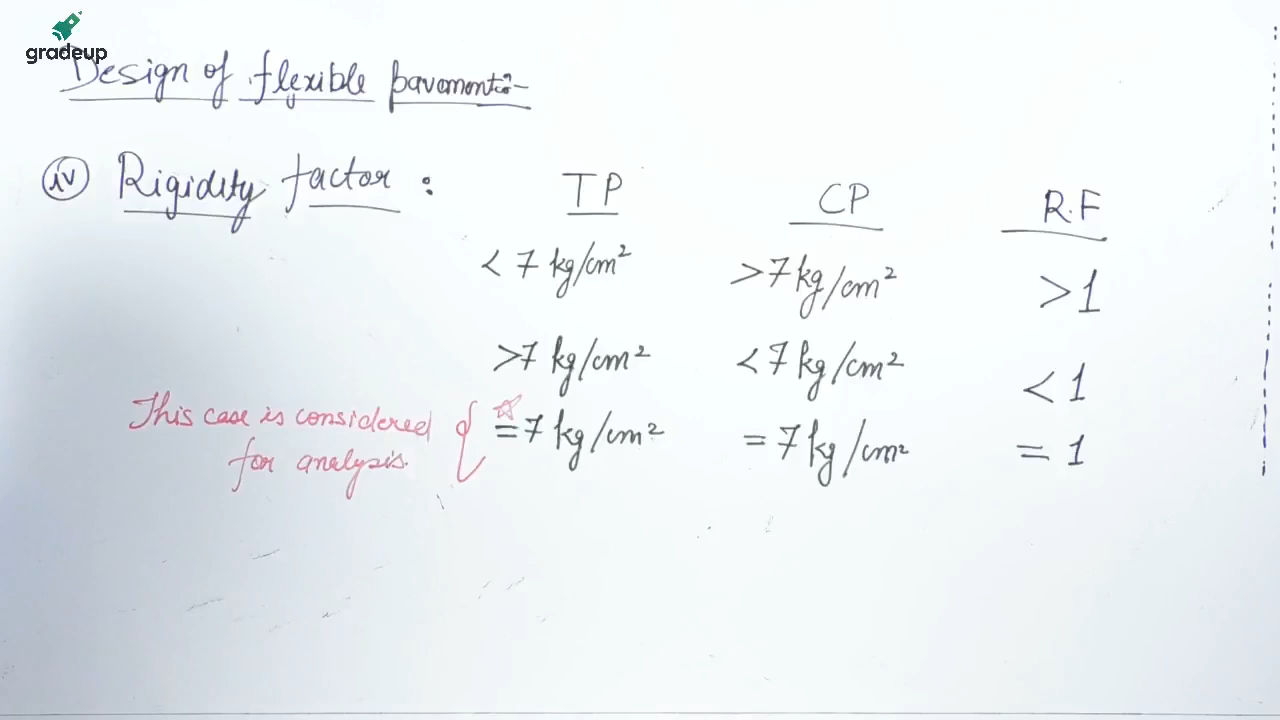 gradeup
Design of flexible pavement:-
(iv) Rigidity factor :
TP CP R.F
< 7 kg/cm² >7 kg/cm² >1
>7 kg/cm² <7 kg/cm² <1
This case is considered
for analysis.
=7 kg/cm² =7 kg/cm² =1